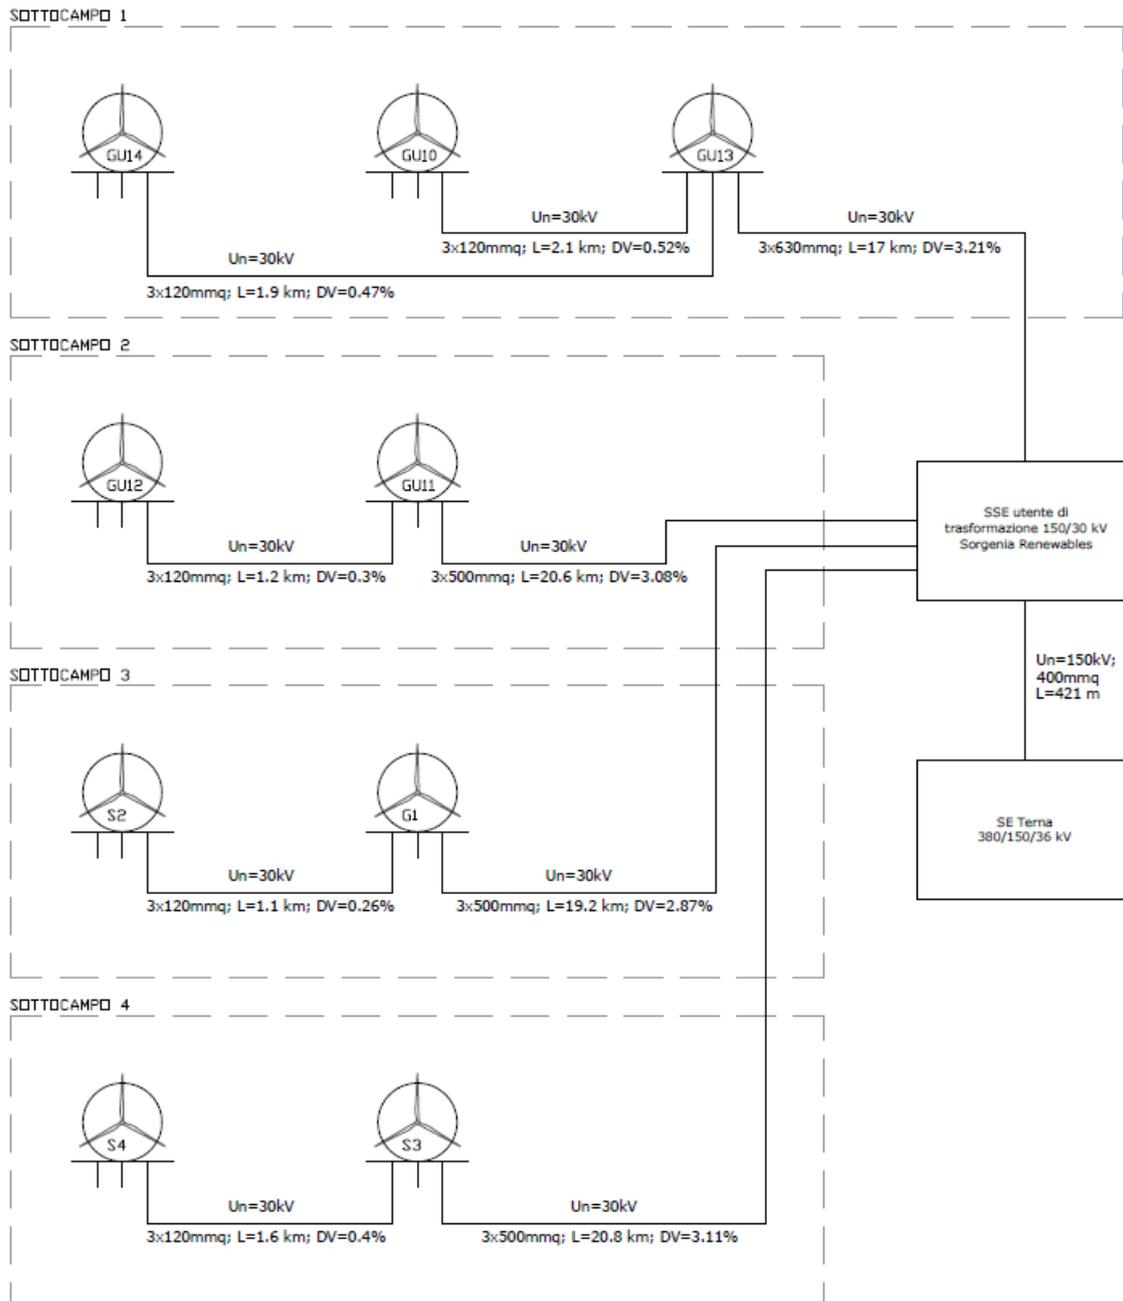 SOTTOCAMPO 1
GU14
GU10
GU13
Un=30kV
3x120mmq; L=2.1 km; DV=0.52%
Un=30kV
3x630mmq; L=17 km; DV=3.21%
Un=30kV
3x120mmq; L=1.9 km; DV=0.47%
SOTTOCAMPO 2
GU12
GU11
Un=30kV
3x120mmq; L=1.2 km; DV=0.3%
Un=30kV
3x500mmq; L=20.6 km; DV=3.08%
SSE utente di
trasformazione 150/30 kV
Sorgenia Renewables
Un=150kV;
400mmq
L=421 m
SOTTOCAMPO 3
S2
G1
Un=30kV
3x120mmq; L=1.1 km; DV=0.26%
Un=30kV
3x500mmq; L=19.2 km; DV=2.87%
SE Terna
380/150/36 kV
SOTTOCAMPO 4
S4
S3
Un=30kV
3x120mmq; L=1.6 km; DV=0.4%
Un=30kV
3x500mmq; L=20.8 km; DV=3.11%